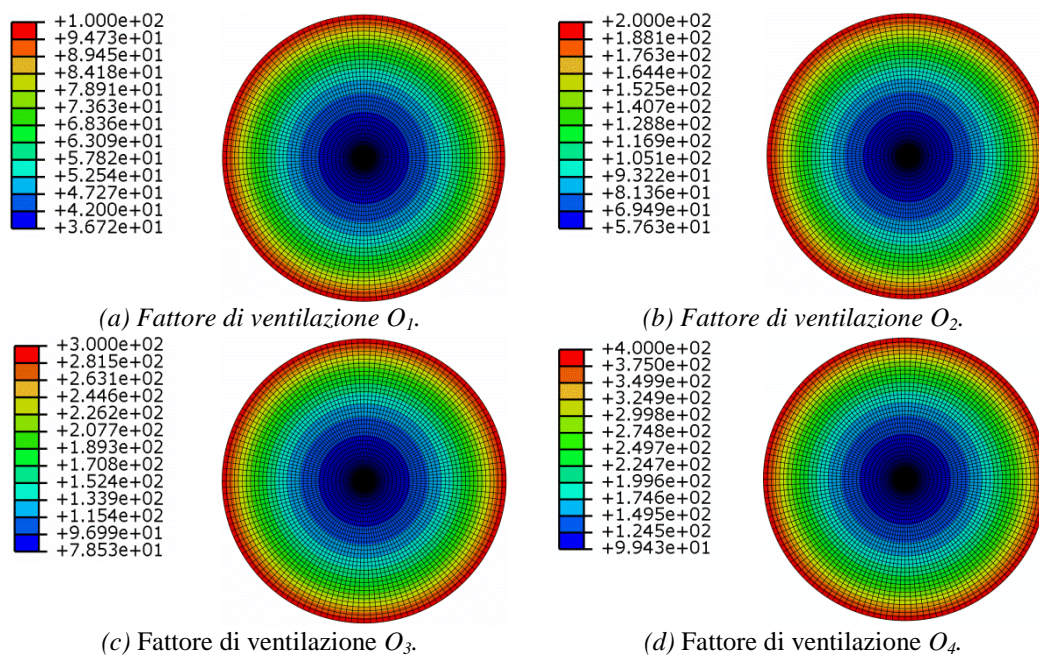 +1.000e+02
+9.473e+01
+8.945e+01
+8.418e+01
+7.891e+01
+7.363e+01
+6.836e+01
+6.309e+01
+5.782e+01
+5.254e+01
+4.727e+01
+4.200e+01
+3.672e+01
(a) Fattore di ventilazione O1.
+2.000e+02
+1.881e+02
+1.763e+02
+1.644e+02
+1.525e+02
+1.407e+02
+1.288e+02
+1.169e+02
+1.051e+02
+9.322e+01
+8.136e+01
+6.949e+01
+5.763e+01
(b) Fattore di ventilazione O2.
+3.000e+02
+2.815e+02
+2.631e+02
+2.446e+02
+2.262e+02
+2.077e+02
+1.893e+02
+1.708e+02
+1.524e+02
+1.339e+02
+1.154e+02
+9.699e+01
+7.853e+01
(c) Fattore di ventilazione O3.
+4.000e+02
+3.750e+02
+3.499e+02
+3.249e+02
+2.998e+02
+2.748e+02
+2.497e+02
+2.247e+02
+1.996e+02
+1.746e+02
+1.495e+02
+1.245e+02
+9.943e+01
(d) Fattore di ventilazione O4.